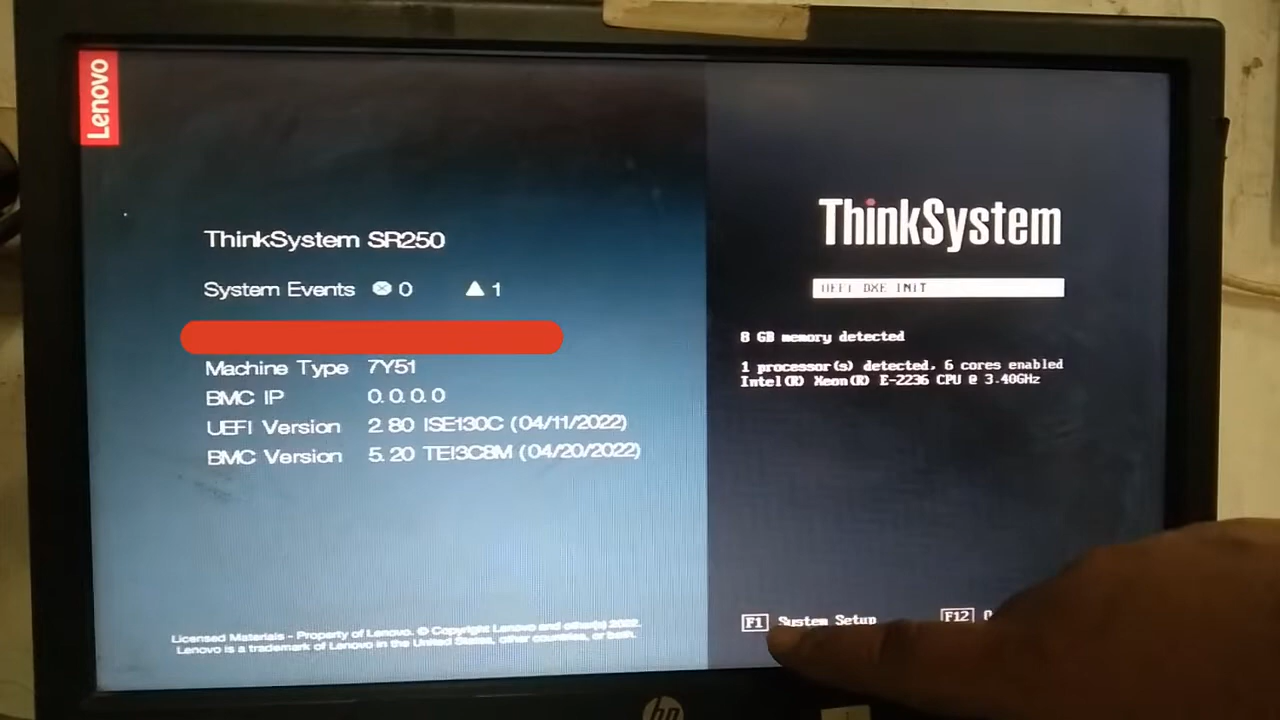 Lenovo
ThinkSystem SR250
System Events 0 1
Machine Type 7Y51
BMC IP 0.0.0.0
UEFI Version 2.80 ISE130C (04/11/2022)
BMC Version 5.20 TEI3C8M (04/20/2022)
Licensed Materials - Property of Lenovo. © Copyright Lenovo and other(s) 2022.
Lenovo is a trademark of Lenovo in the United States, other countries, or both.
ThinkSystem
UEFI DXE INIT
8 GB memory detected
1 processor(s) detected, 6 cores enabled
Intel(R) Xeon(R) E-2236 CPU @ 3.40GHz
F1 System Setup F12
hp